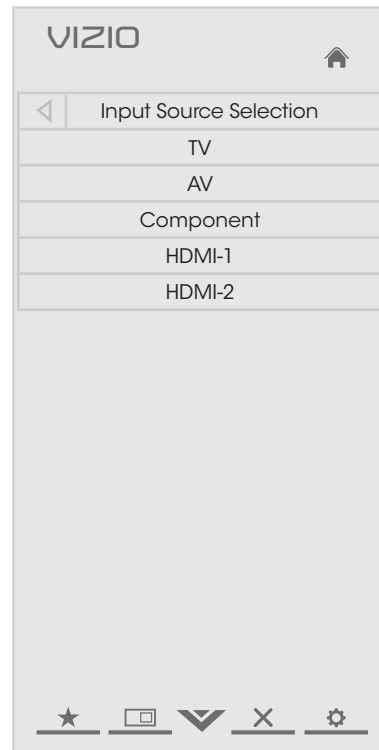 VIZIO
Input Source Selection
TV
AV
Component
HDMI-1
HDMI-2